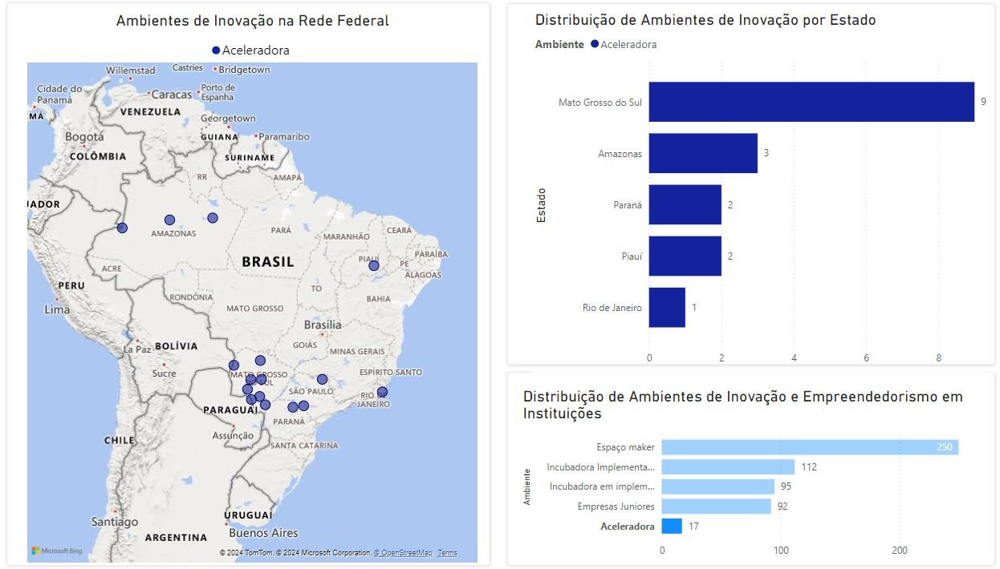 Ambientes de Inovação na Rede Federal
Aceleradora
Willemstad
Castries
Bridgetown
Cidade do
Panamá
MÁ
Caracas
Porto de
Espanha
VENEZUELA
Georgetown
GUIANA
Paramaribo
SURINAME
Bogotá
COLÔMBIA
RR
AMAPÁ
JADOR
AMAZONAS
PARÁ
MARANHÃO
CEARÁ
PIAUÍ
PARAÍBA
PE
ALAGOAS
BRASIL
ACRE
PERU
TO
RONDÔNIA
BAHIA
MATO GROSSO
Lima
Brasília
La Paz
BOLÍVIA
GOIÁS
MINAS GERAIS
Sucre
MATO GROSSO
DO SUL
ESPÍRITO SANTO
SÃO PAULO
RIO DE
JANEIRO
PARAGUAI
PARANÁ
Assunção
CHILE
SANTA CATARINA
Santiago
URUGUAI
Buenos Aires
ARGENTINA
Microsoft Bing
© 2024 TomTom, © 2024 Microsoft Corporation, © OpenStreetMap Terms
Distribuição de Ambientes de Inovação por Estado
Ambiente Aceleradora
Estado
Mato Grosso do Sul 9
Amazonas 3
Paraná 2
Piauí 2
Rio de Janeiro 1
0 2 4 6 8
Distribuição de Ambientes de Inovação e Empreendedorismo em
Instituições
Ambiente
Espaço maker 250
Incubadora Implementa... 112
Incubadora em implem... 95
Empresas Juniores 92
Aceleradora 17
0 100 200